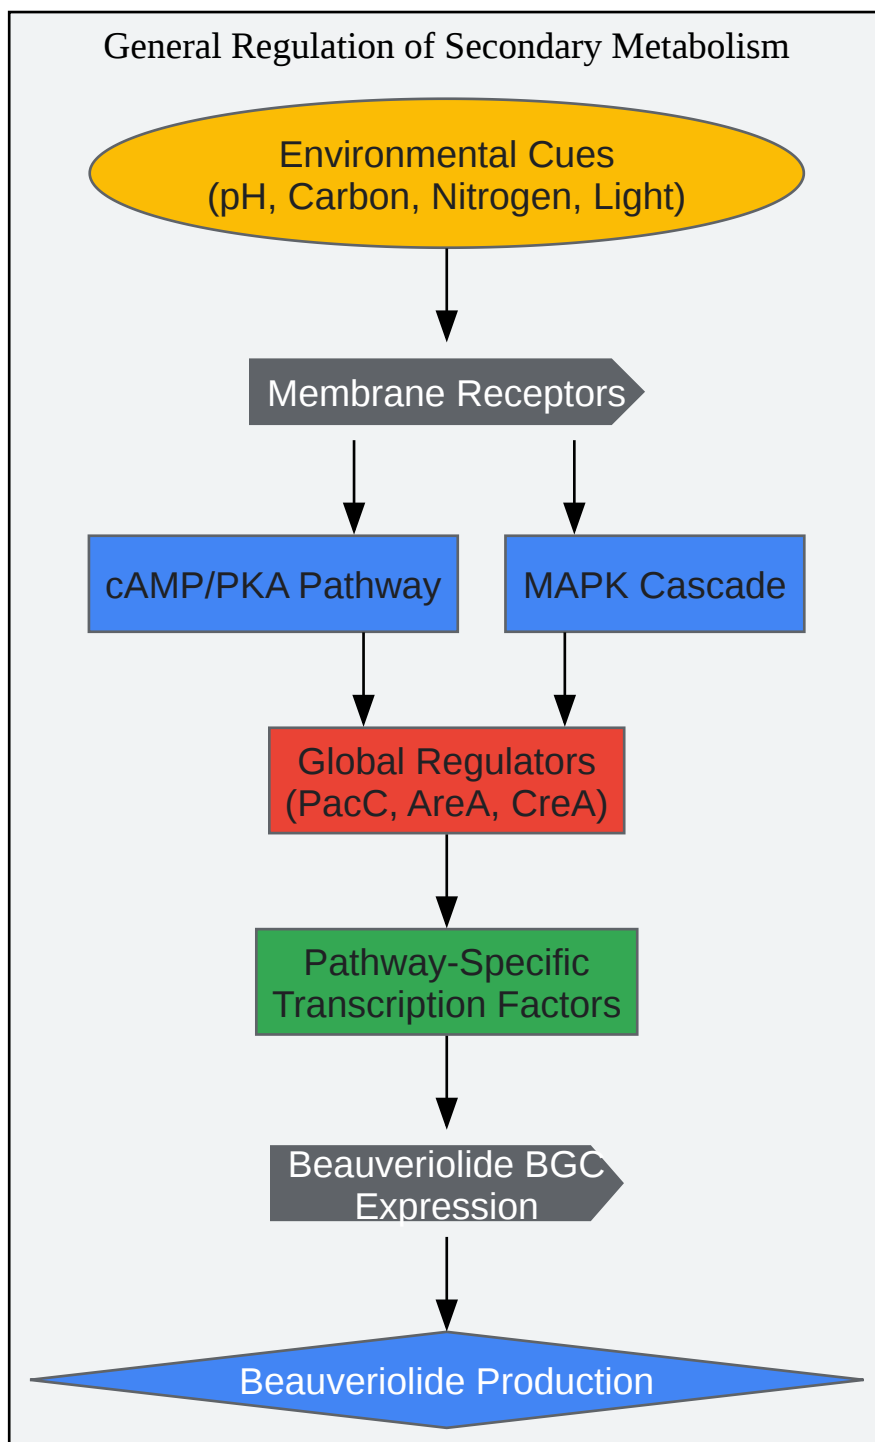 General Regulation of Secondary Metabolism
Environmental Cues
(pH, Carbon, Nitrogen, Light)
Membrane Receptors
cAMP/PKA Pathway
MAPK Cascade
Global Regulators
(PacC, AreA, CreA)
Pathway-Specific
Transcription Factors
Beauveriolide BGC
Expression
Beauveriolide Production